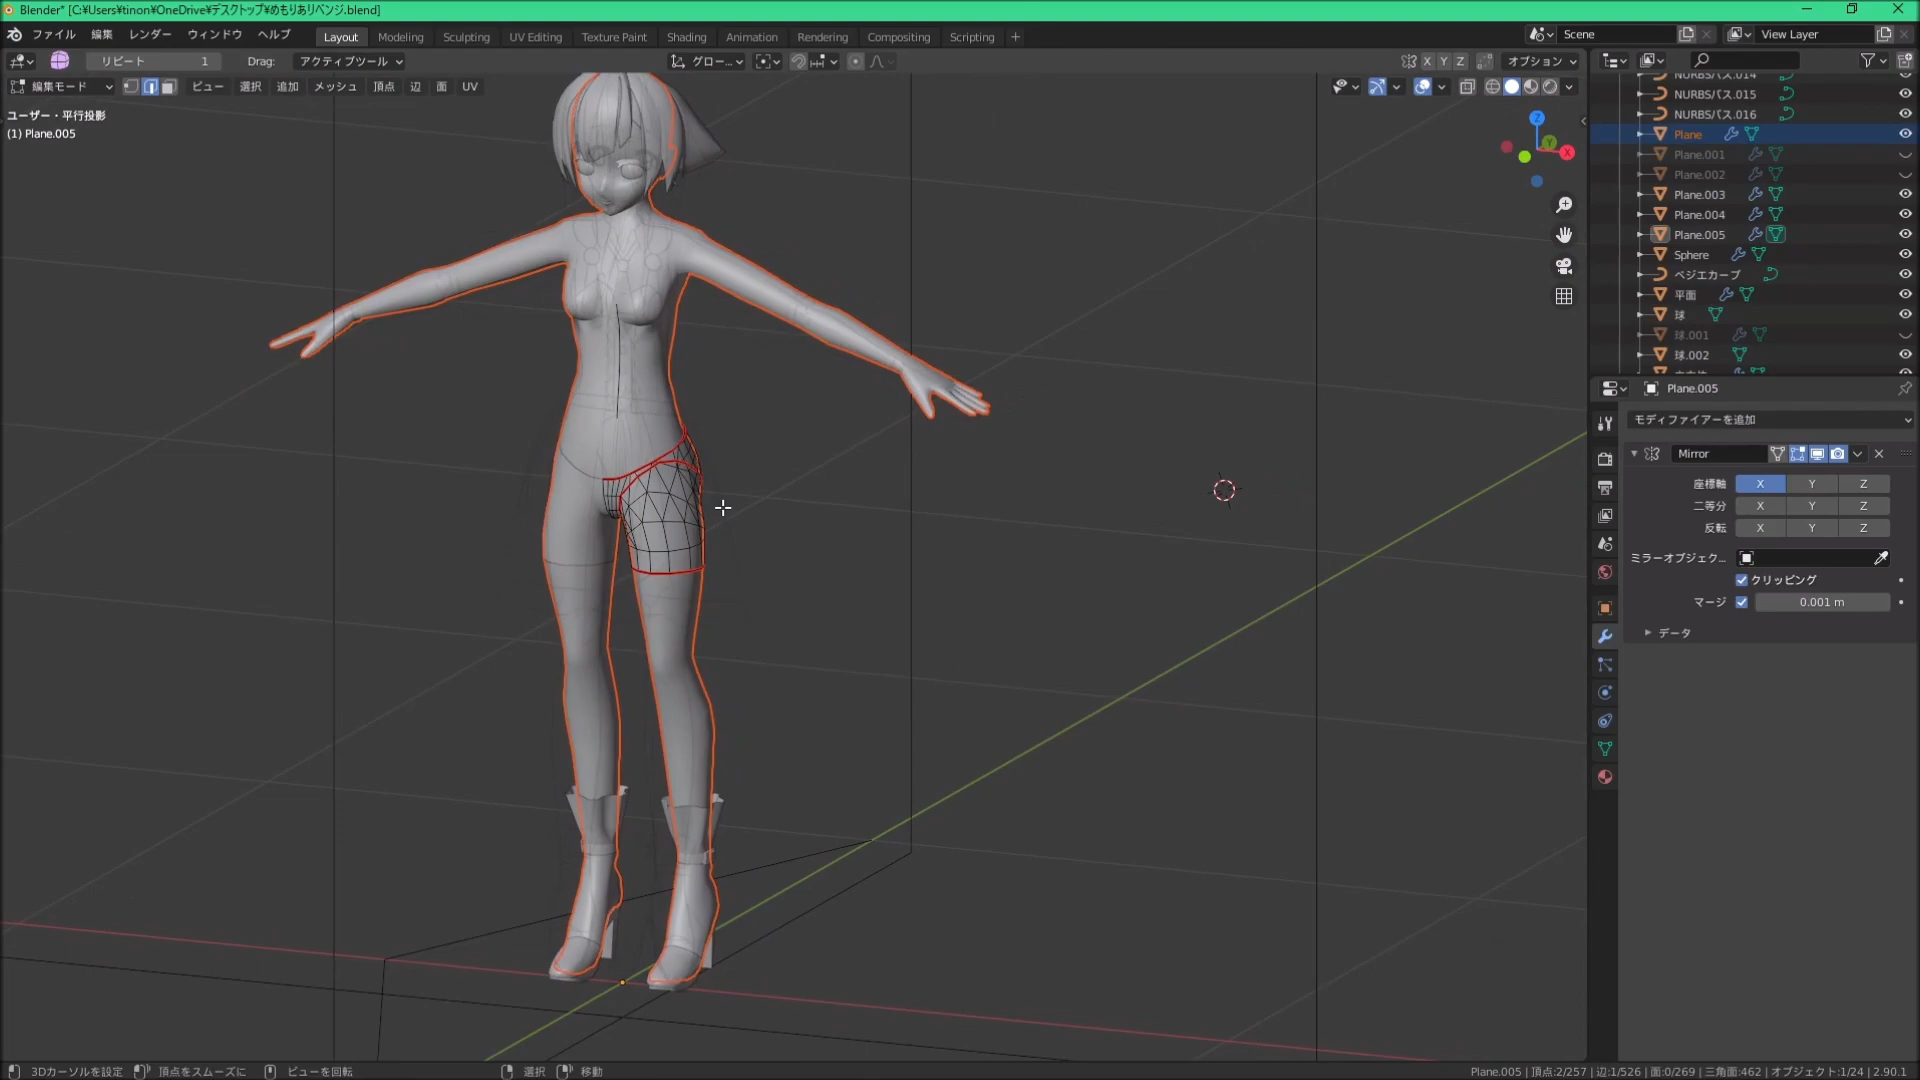 Blender* [C:¥Users¥tinon¥OneDrive¥デスクトップ¥めもりありベンジ.blend]
ファイル 編集 レンダー ウィンドウ ヘルプ Layout Modeling Sculpting UV Editing Texture Paint Shading Animation Rendering Compositing Scripting + Scene View Layer
リピート 1 Drag: アクティブツール グロー... X Y Z オプション
編集モード ビュー 選択 追加 メッシュ 頂点 辺 面 UV
ユーザー・平行投影
(1) Plane.005
Z
Y
X
NURBSパス.014
NURBSパス.015
NURBSパス.016
Plane
Plane.001
Plane.002
Plane.003
Plane.004
Plane.005
Sphere
ベジエカーブ
平面
球
球.001
球.002
Plane.005
モディファイアーを追加
Mirror
座標軸 X Y Z
二等分 X Y Z
反転 X Y Z
ミラーオブジェク...
クリッピング
マージ 0.001 m
データ
3Dカーソルを設定 頂点をスムーズに ビューを回転 選択 移動 Plane.005 | 頂点:2/257 | 辺:1/526 | 面:0/269 | 三角面:462 | オブジェクト:1/24 | 2.90.1